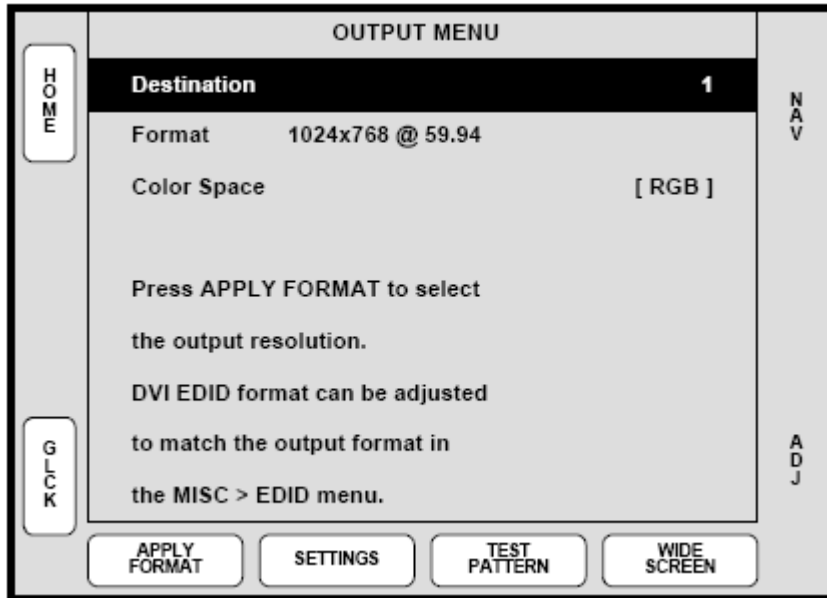 OUTPUT MENU
HOME
Destination 1
NAV
Format 1024x768 @ 59.94
Color Space [ RGB ]
Press APPLY FORMAT to select
the output resolution.
DVI EDID format can be adjusted
to match the output format in
the MISC > EDID menu.
GLCK
ADJ
APPLY FORMAT
SETTINGS
TEST PATTERN
WIDE SCREEN